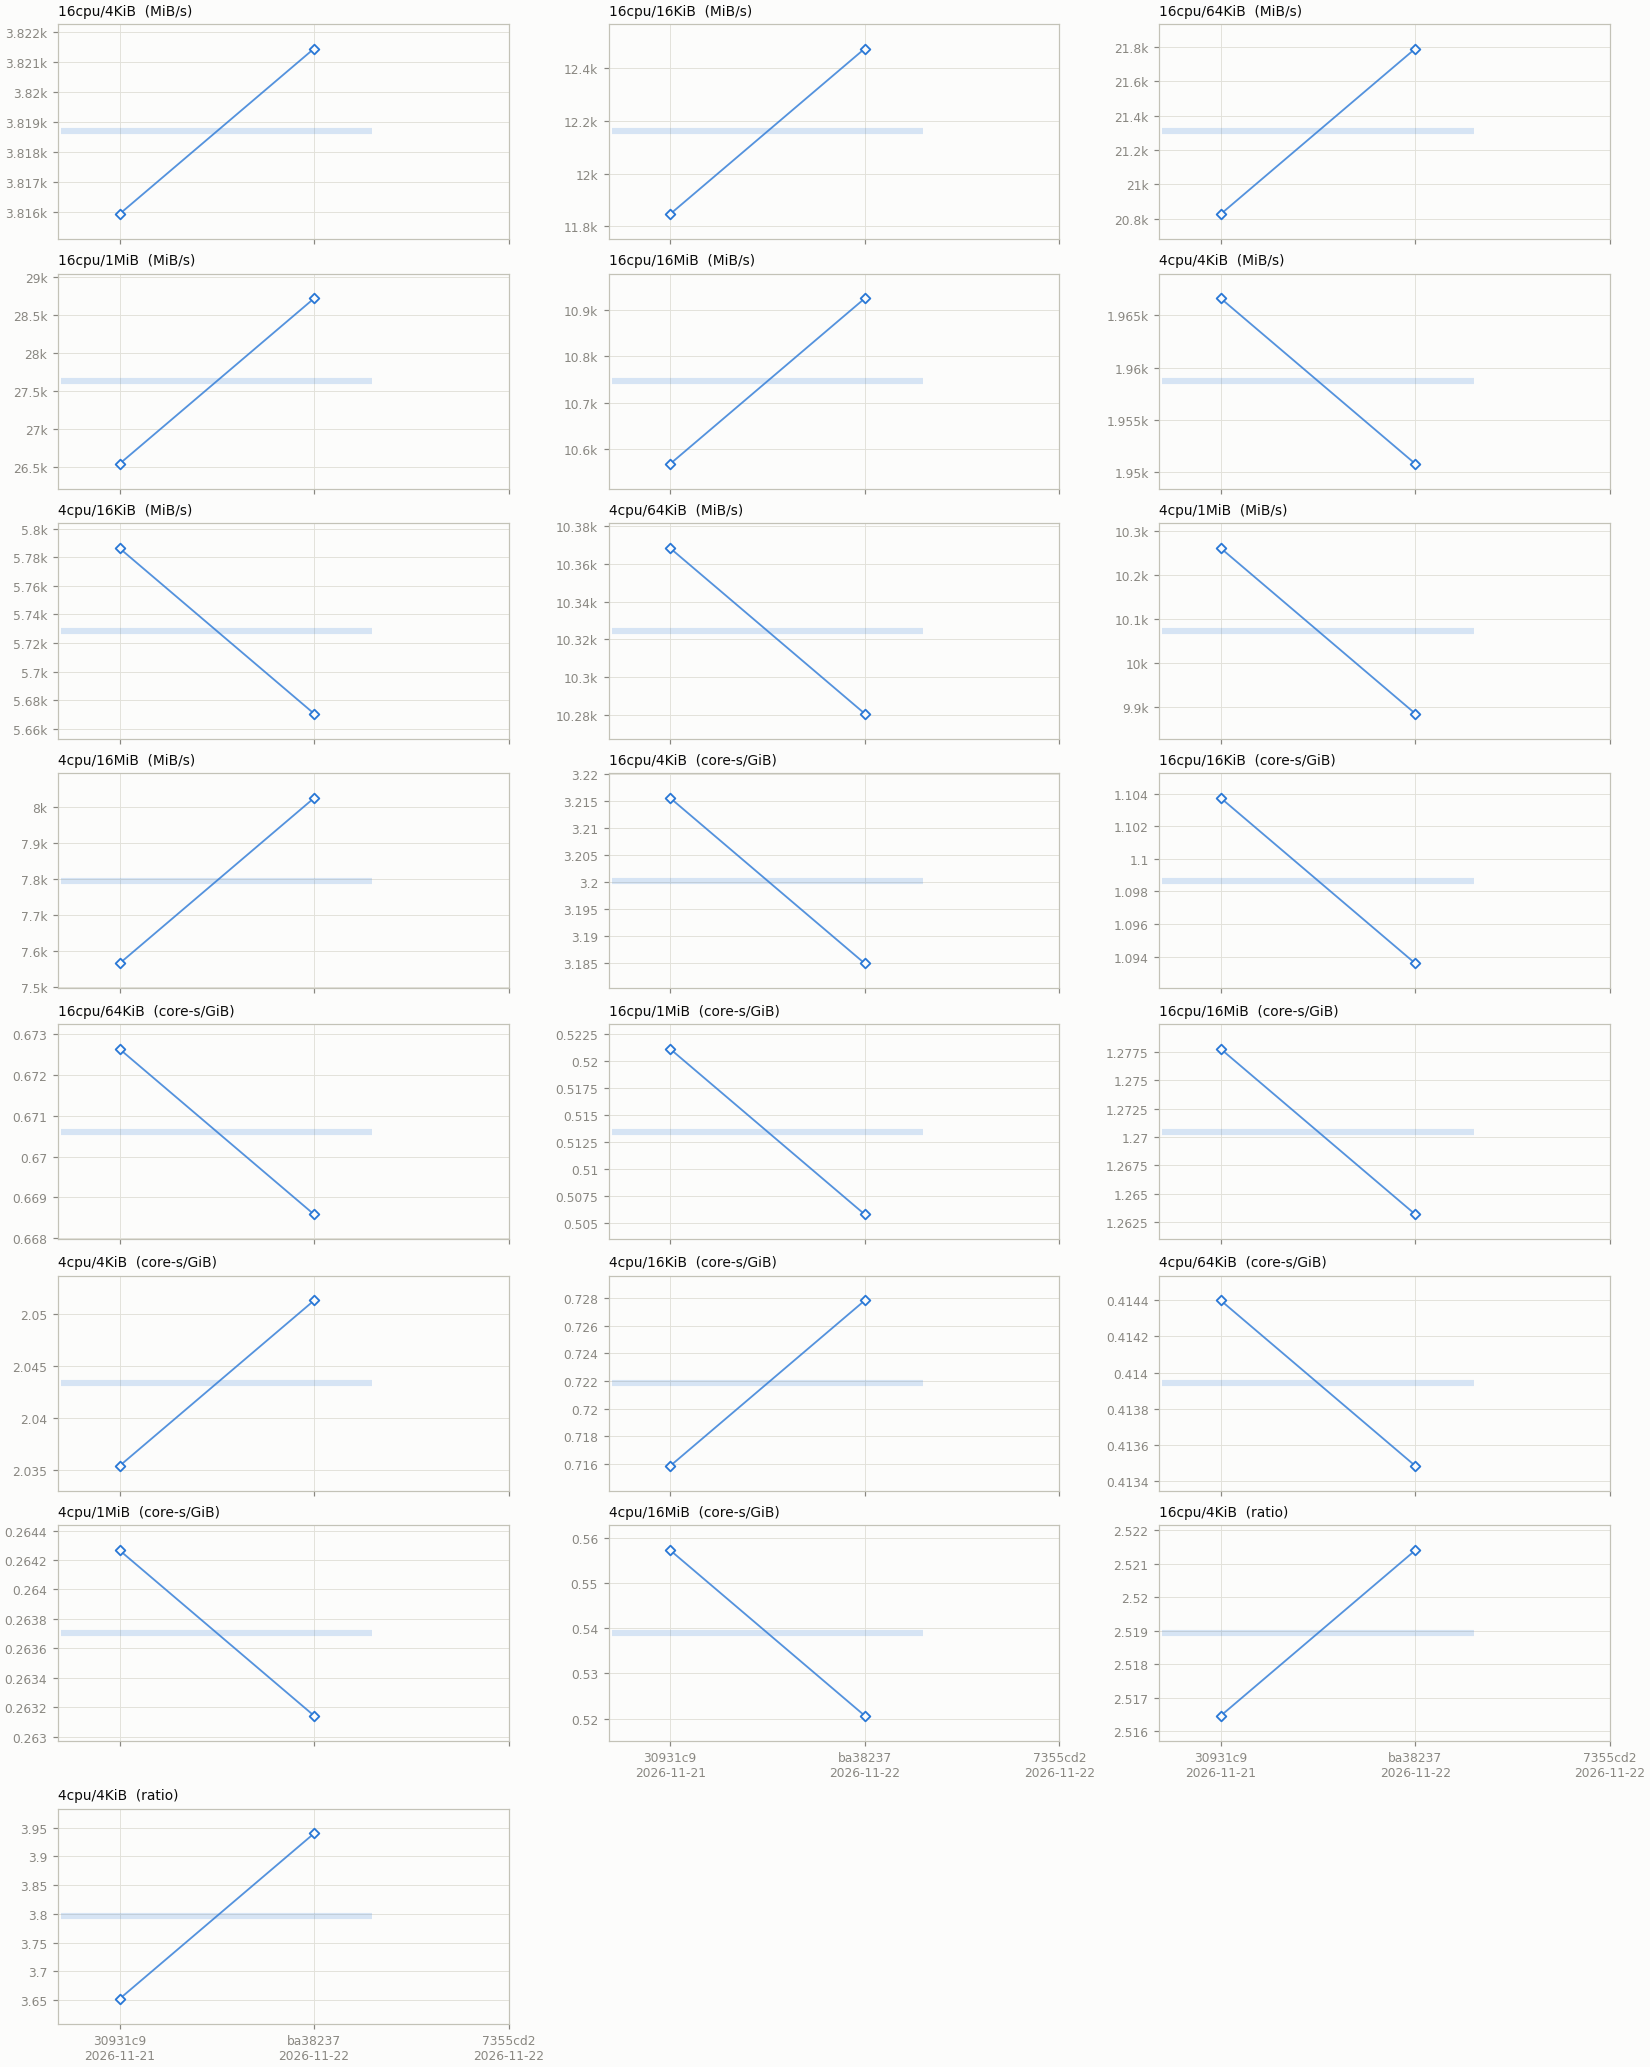 16cpu/4KiB (MiB/s)
3.822k
3.821k
3.82k
3.819k
3.818k
3.817k
3.816k
16cpu/16KiB (MiB/s)
12.4k
12.2k
12k
11.8k
16cpu/64KiB (MiB/s)
21.8k
21.6k
21.4k
21.2k
21k
20.8k
16cpu/1MiB (MiB/s)
29k
28.5k
28k
27.5k
27k
26.5k
16cpu/16MiB (MiB/s)
10.9k
10.8k
10.7k
10.6k
4cpu/4KiB (MiB/s)
1.965k
1.96k
1.955k
1.95k
4cpu/16KiB (MiB/s)
5.8k
5.78k
5.76k
5.74k
5.72k
5.7k
5.68k
5.66k
4cpu/64KiB (MiB/s)
10.38k
10.36k
10.34k
10.32k
10.3k
10.28k
4cpu/1MiB (MiB/s)
10.3k
10.2k
10.1k
10k
9.9k
4cpu/16MiB (MiB/s)
8k
7.9k
7.8k
7.7k
7.6k
7.5k
16cpu/4KiB (core-s/GiB)
3.22
3.215
3.21
3.205
3.2
3.195
3.19
3.185
16cpu/16KiB (core-s/GiB)
1.104
1.102
1.1
1.098
1.096
1.094
16cpu/64KiB (core-s/GiB)
0.673
0.672
0.671
0.67
0.669
0.668
16cpu/1MiB (core-s/GiB)
0.5225
0.52
0.5175
0.515
0.5125
0.51
0.5075
0.505
16cpu/16MiB (core-s/GiB)
1.2775
1.275
1.2725
1.27
1.2675
1.265
1.2625
4cpu/4KiB (core-s/GiB)
2.05
2.045
2.04
2.035
4cpu/16KiB (core-s/GiB)
0.728
0.726
0.724
0.722
0.72
0.718
0.716
4cpu/64KiB (core-s/GiB)
0.4144
0.4142
0.414
0.4138
0.4136
0.4134
4cpu/1MiB (core-s/GiB)
0.2644
0.2642
0.264
0.2638
0.2636
0.2634
0.2632
0.263
4cpu/16MiB (core-s/GiB)
0.56
0.55
0.54
0.53
0.52
30931c9 ba38237 7355cd2
2026-11-21 2026-11-22 2026-11-22
16cpu/4KiB (ratio)
2.522
2.521
2.52
2.519
2.518
2.517
2.516
30931c9 ba38237 7355cd2
2026-11-21 2026-11-22 2026-11-22
4cpu/4KiB (ratio)
3.95
3.9
3.85
3.8
3.75
3.7
3.65
30931c9 ba38237 7355cd2
2026-11-21 2026-11-22 2026-11-22